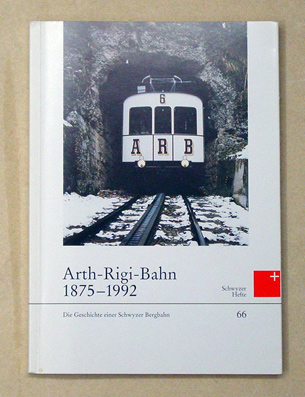 6
A R B
Arth-Rigi-Bahn
1875–1992
Schwyzer
Hefte
Die Geschichte einer Schwyzer Bergbahn
66